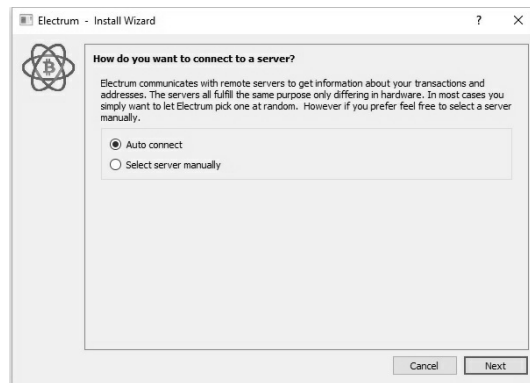 Electrum - Install Wizard
How do you want to connect to a server?
Electrum communicates with remote servers to get information about your transactions and
addresses. The servers all fulfill the same purpose only differing in hardware. In most cases you
simply want to let Electrum pick one at random. However if you prefer feel free to select a server
manually.
Auto connect
Select server manually
Cancel Next